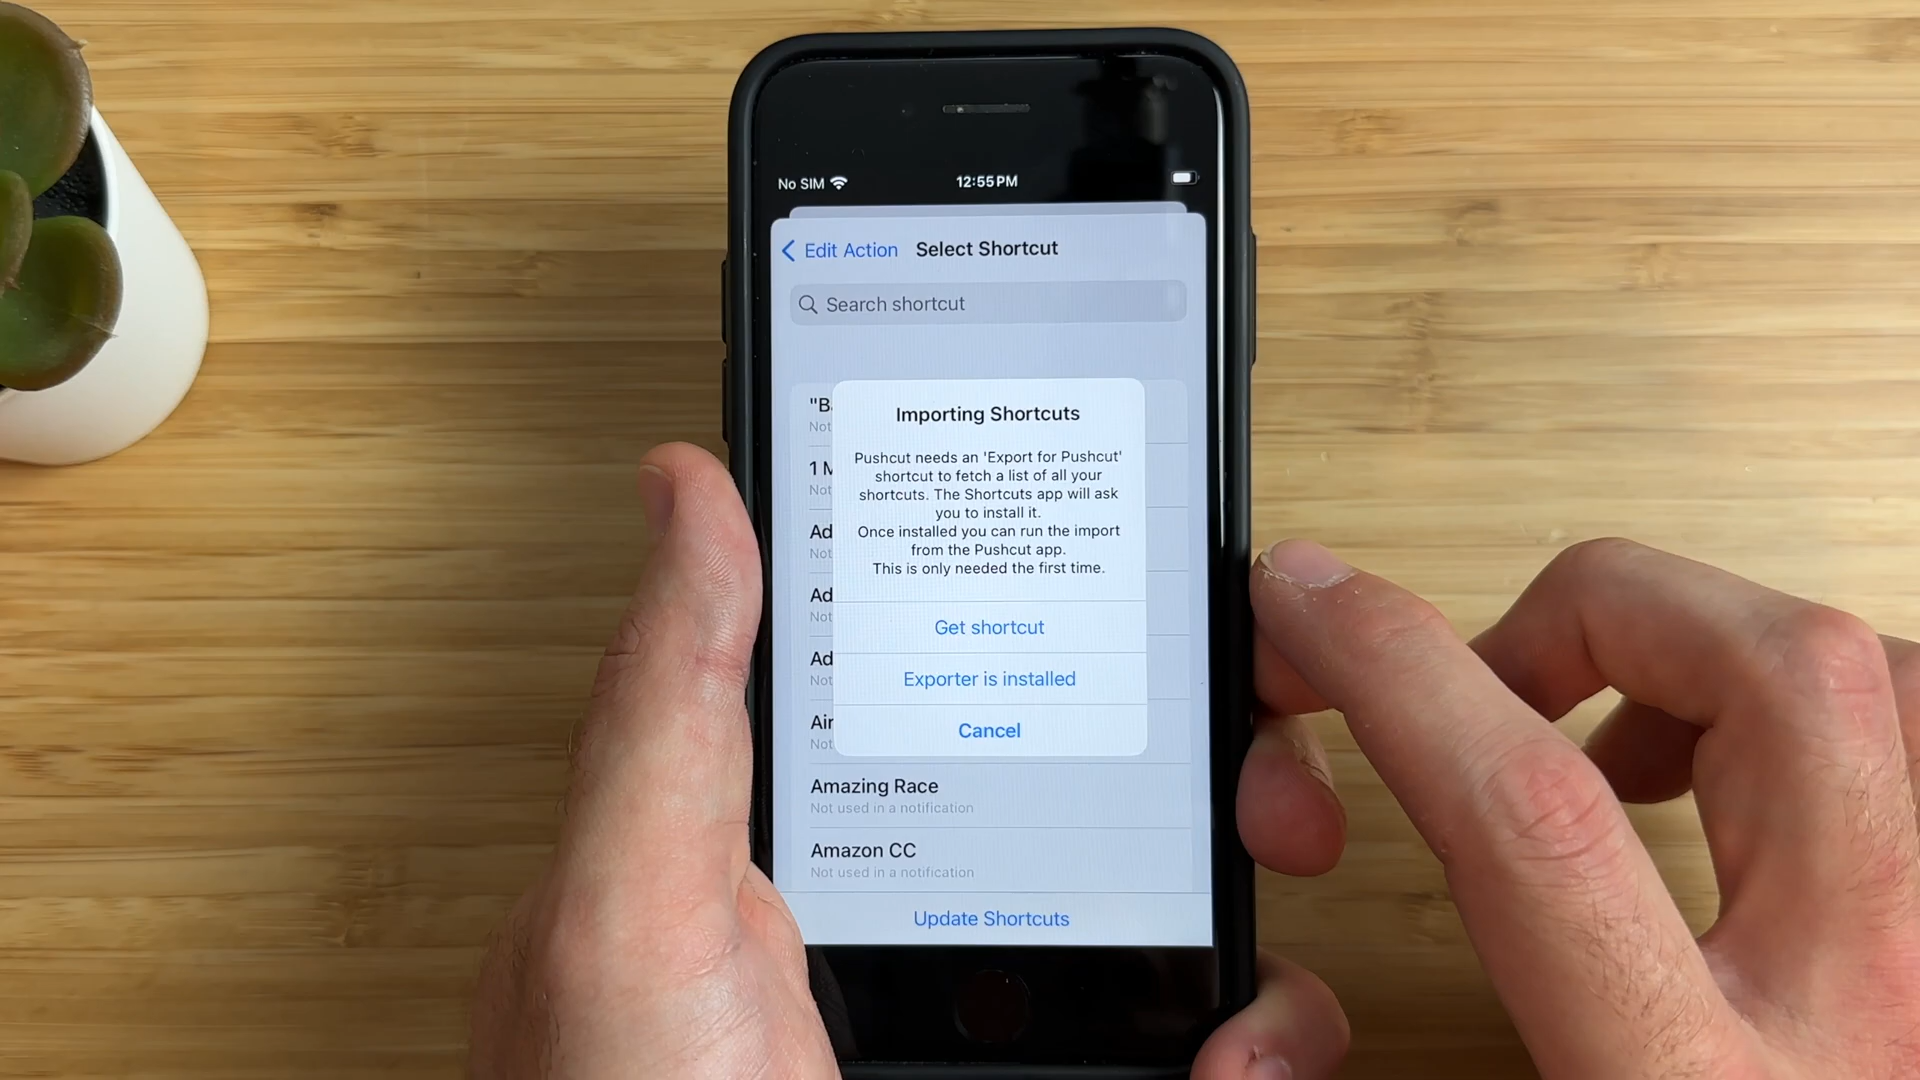 No SIM
12:55 PM
Edit Action
Select Shortcut
Search shortcut
"B
Not
1 M
Not
Ad
Not
Ad
Not
Ad
Not
Air
Not
Importing Shortcuts
Pushcut needs an 'Export for Pushcut'
shortcut to fetch a list of all your
shortcuts. The Shortcuts app will ask
you to install it.
Once installed you can run the import
from the Pushcut app.
This is only needed the first time.
Get shortcut
Exporter is installed
Cancel
Amazing Race
Not used in a notification
Amazon CC
Not used in a notification
Update Shortcuts